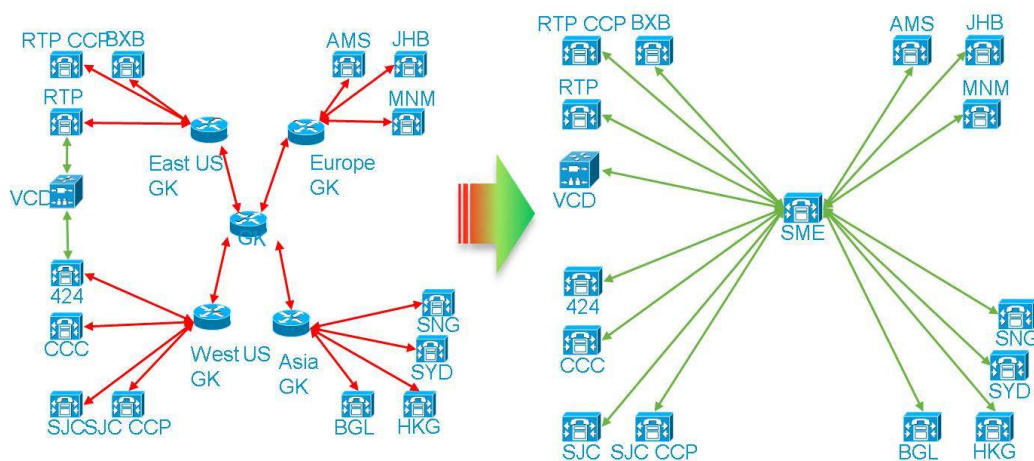 RTP CCP
BXB
AMS
JHB
RTP
MNM
East US
GK
Europe
GK
VCD
GK
424
CCC
West US
GK
Asia
GK
SNG
SYD
SJC
SJC CCP
BGL
HKG
RTP CCP
BXB
AMS
JHB
RTP
MNM
VCD
SME
424
CCC
SNG
SYD
SJC
SJC CCP
BGL
HKG